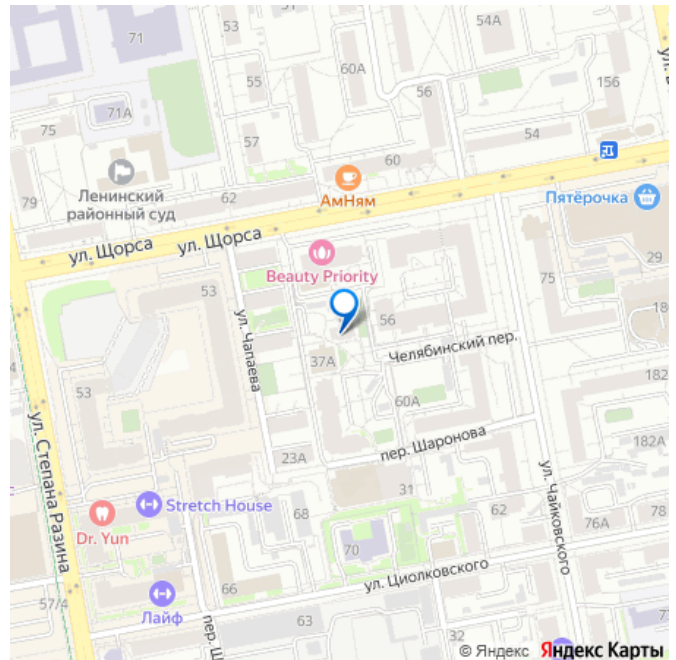 71
53
54А
60А
55
56
156
71А
75
57
54
60
АмНям
Ленинский
районный суд
79
62
Пятёрочка
ул. Щорса
ул. Щорса
Beauty Priority
29
53
75
ул. Чапаева
56
Челябинский пер.
37А
182
53
60А
ул. Степана Разина
пер. Шаронова
182А
23А
31
ул. Чайковского
Stretch House
68
62
76А
Dr. Yun
70
66
ул. Циолковского
57/4
Лайф
63
пер. Ш
32
© Яндекс Яндекс Карты